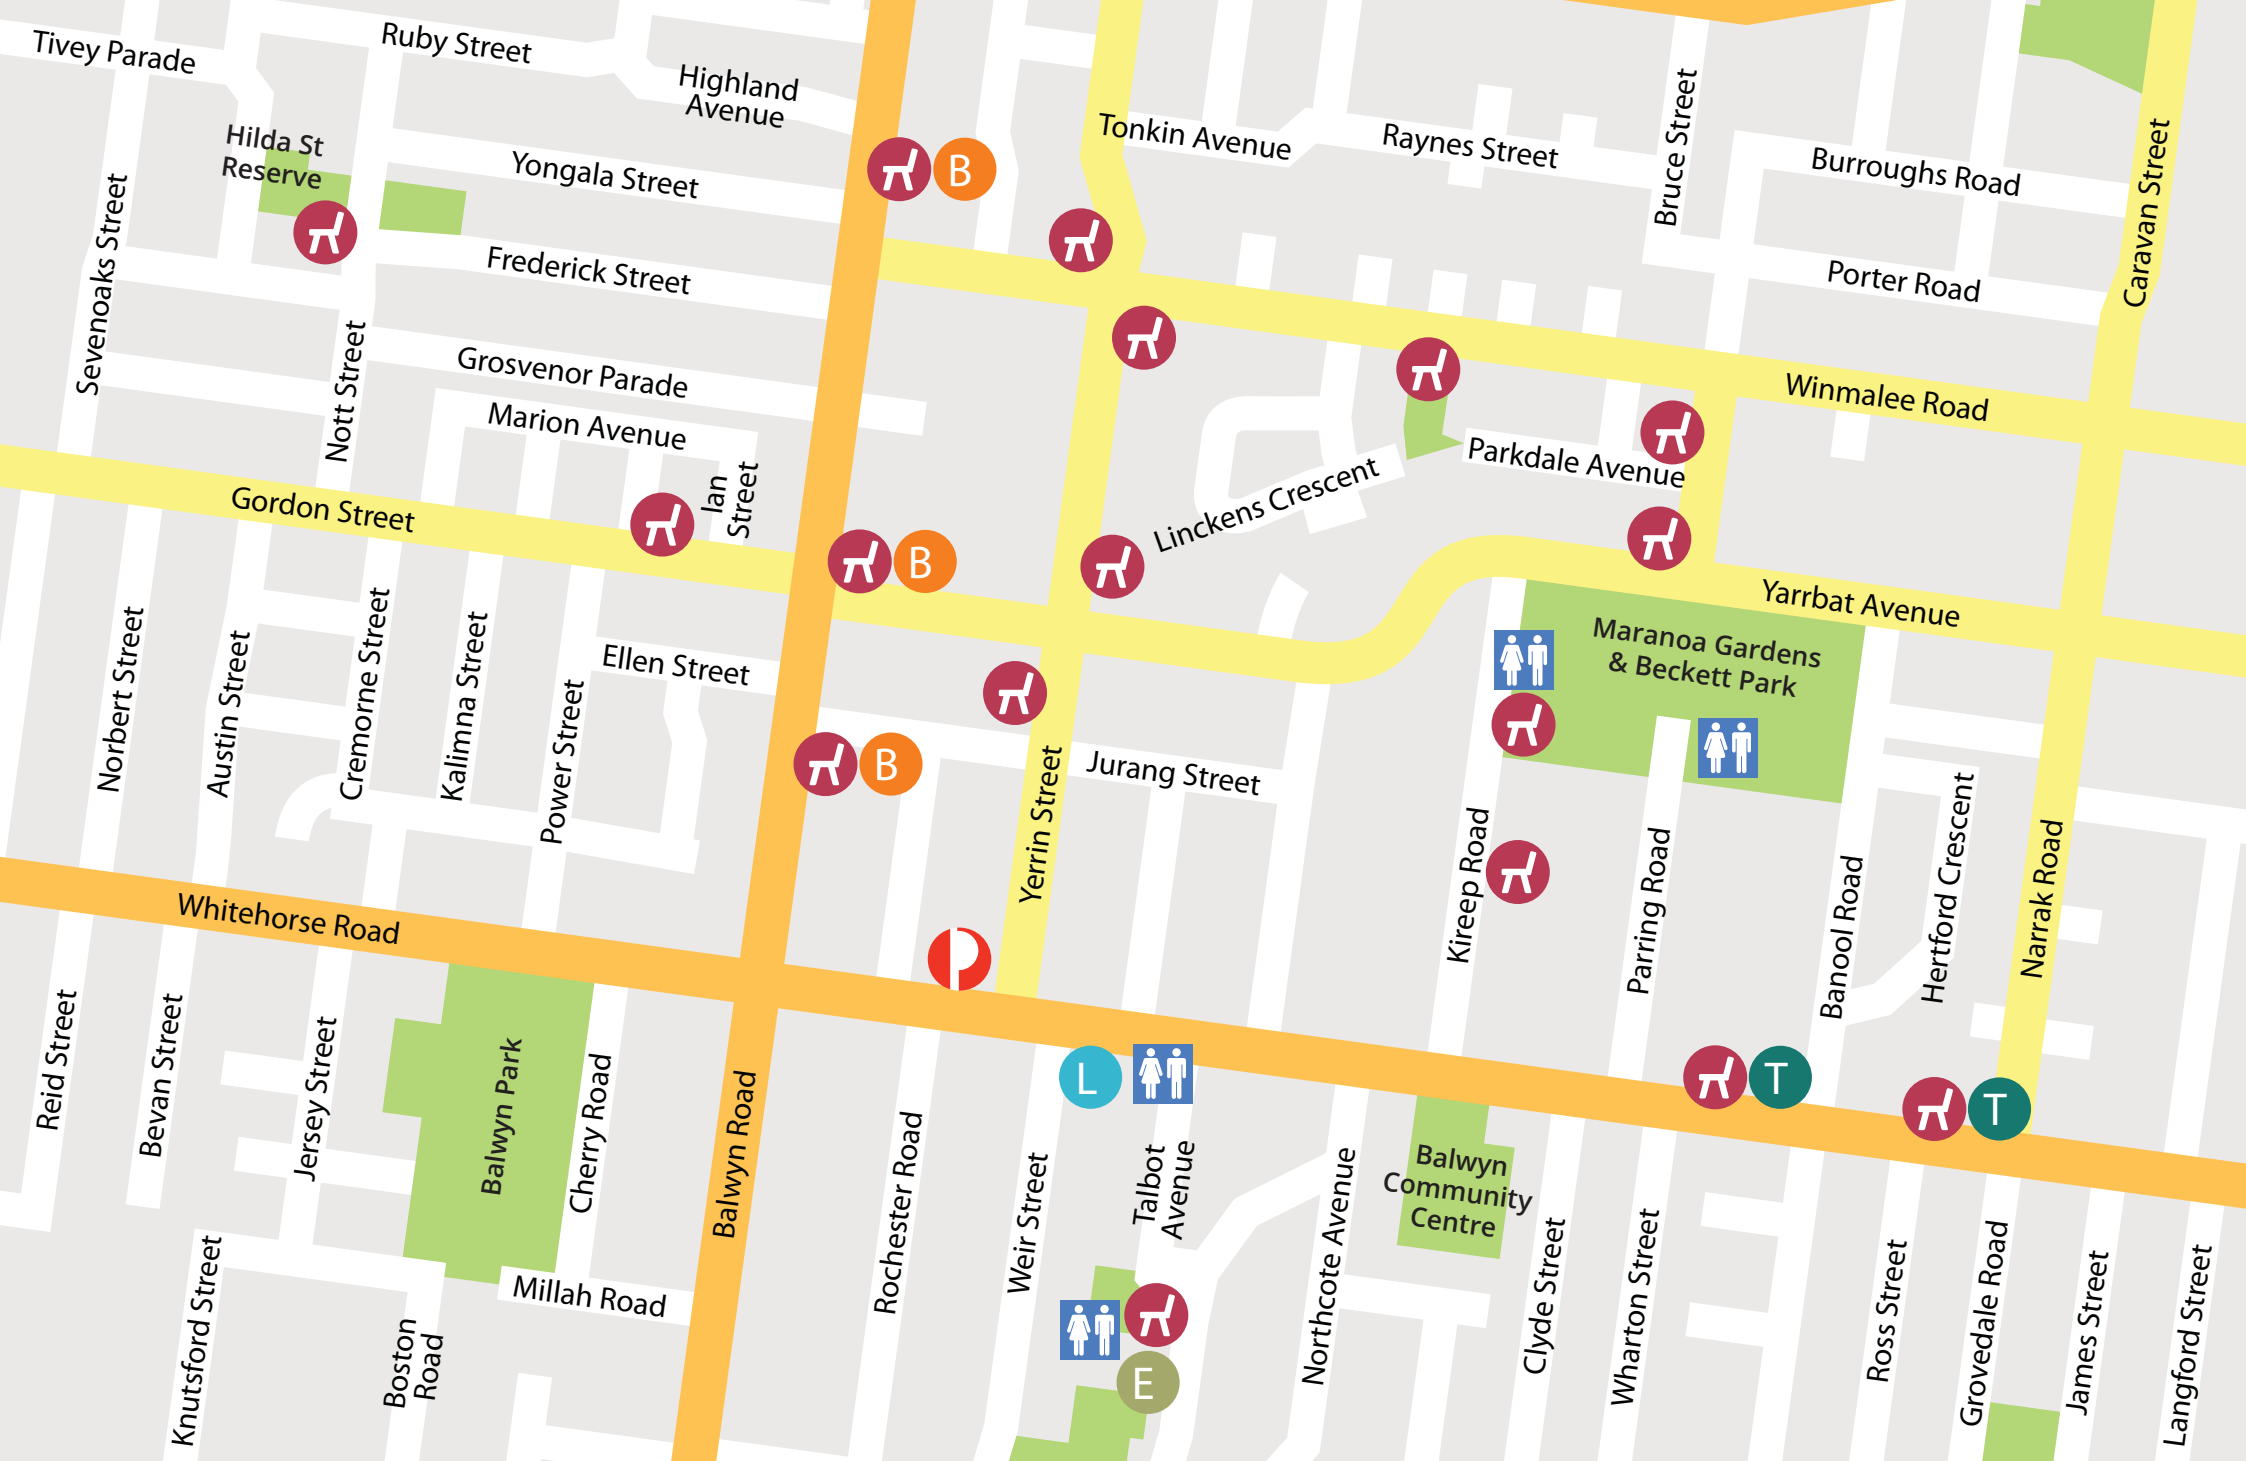 Tivey Parade
Ruby Street
Highland
Avenue
Hilda St
Reserve
Yongala Street
B
Tonkin Avenue
Raynes Street
Bruce Street
Burroughs Road
Caravan Street
Sevenoaks Street
Frederick Street
Porter Road
Nott Street
Grosvenor Parade
Marion Avenue
Winmalee Road
Ian
Street
Parkdale Avenue
Linckens Crescent
Gordon Street
B
Yarrbat Avenue
Maranoa Gardens
& Beckett Park
Norbert Street
Austin Street
Cremorne Street
Kalimna Street
Power Street
Ellen Street
B
Yerrin Street
Jurang Street
Kireep Road
Parring Road
Banool Road
Hertford Crescent
Narrak Road
Whitehorse Road
P
Reid Street
Bevan Street
Jersey Street
Balwyn Park
Cherry Road
Balwyn Road
L
T
T
Rochester Road
Weir Street
Talbot
Avenue
Northcote Avenue
Balwyn
Community
Centre
Clyde Street
Wharton Street
Ross Street
Grovedale Road
James Street
Langford Street
Knutsford Street
Boston
Road
Millah Road
E